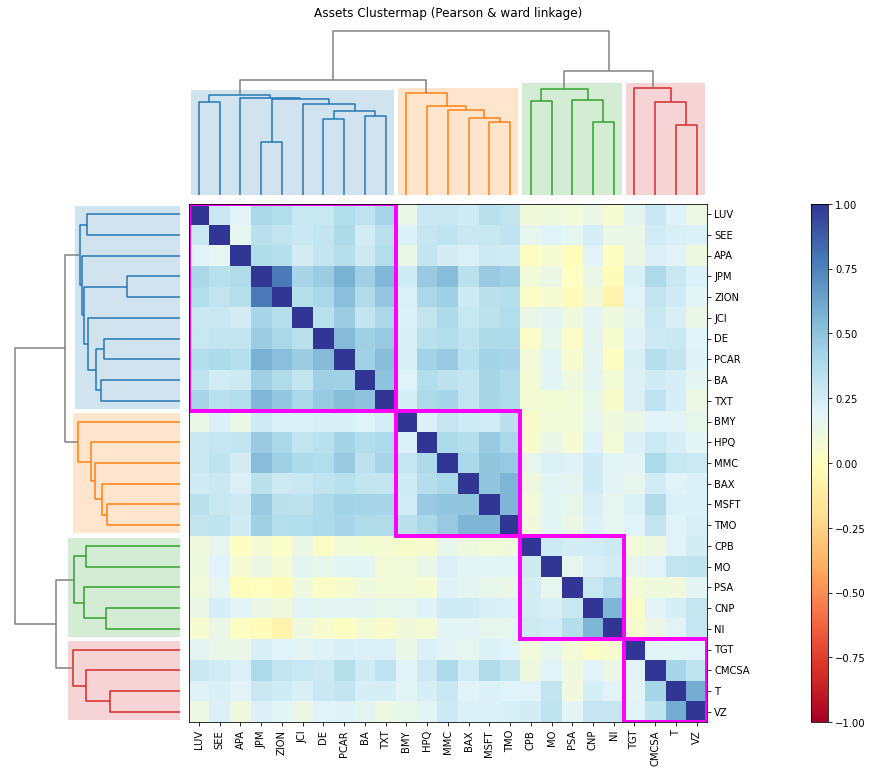 Assets Clustermap (Pearson & ward linkage)
LUV
SEE
APA
JPM
ZION
JCI
DE
PCAR
BA
TXT
BMY
HPQ
MMC
BAX
MSFT
TMO
CPB
MO
PSA
CNP
NI
TGT
CMCSA
T
VZ
1.00
0.75
0.50
0.25
0.00
−0.25
−0.50
−0.75
−1.00
LUV SEE APA JPM ZION JCI DE PCAR BA TXT BMY HPQ MMC BAX MSFT TMO CPB MO PSA CNP NI TGT CMCSA T VZ